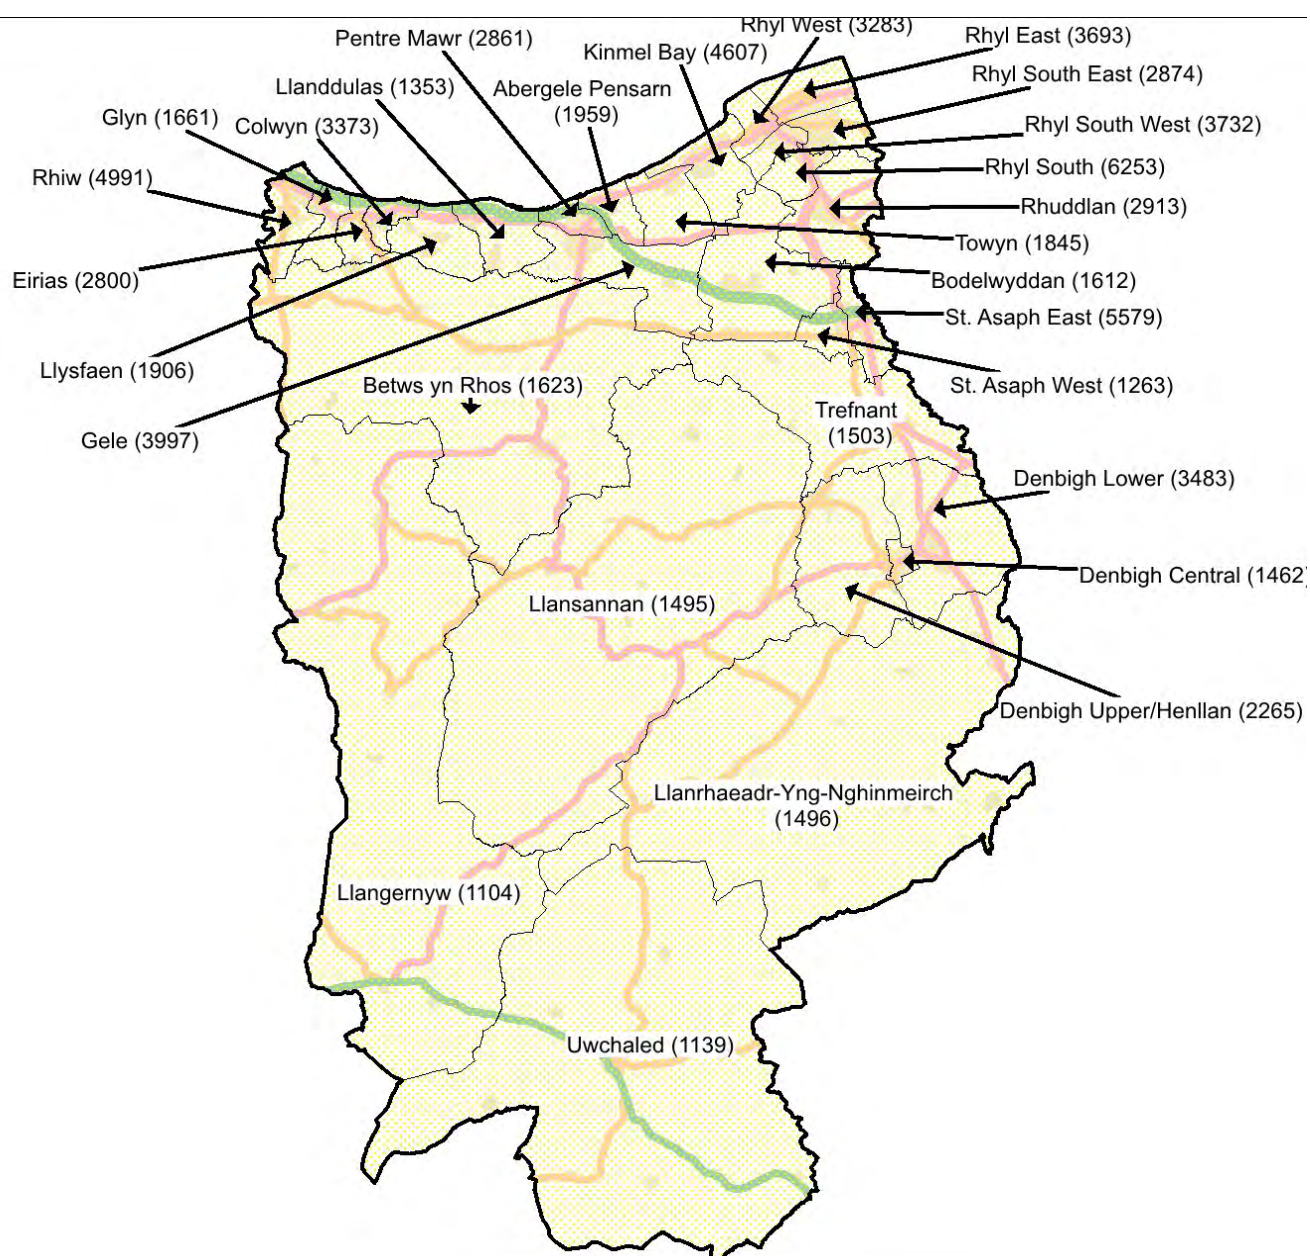 Rhyl West (3283)
Pentre Mawr (2861)
Rhyl East (3693)
Kinmel Bay (4607)
Rhyl South East (2874)
Llanddulas (1353)
Abergele Pensarn
(1959)
Glyn (1661)
Colwyn (3373)
Rhyl South West (3732)
Rhyl South (6253)
Rhiw (4991)
Rhuddlan (2913)
Towyn (1845)
Eirias (2800)
Bodelwyddan (1612)
St. Asaph East (5579)
Llysfaen (1906)
Betws yn Rhos (1623)
St. Asaph West (1263)
Trefnant
(1503)
Gele (3997)
Denbigh Lower (3483)
Denbigh Central (1462)
Llansannan (1495)
Denbigh Upper/Henllan (2265)
Llanrhaeadr-Yng-Nghinmeirch
(1496)
Llangernyw (1104)
Uwchaled (1139)